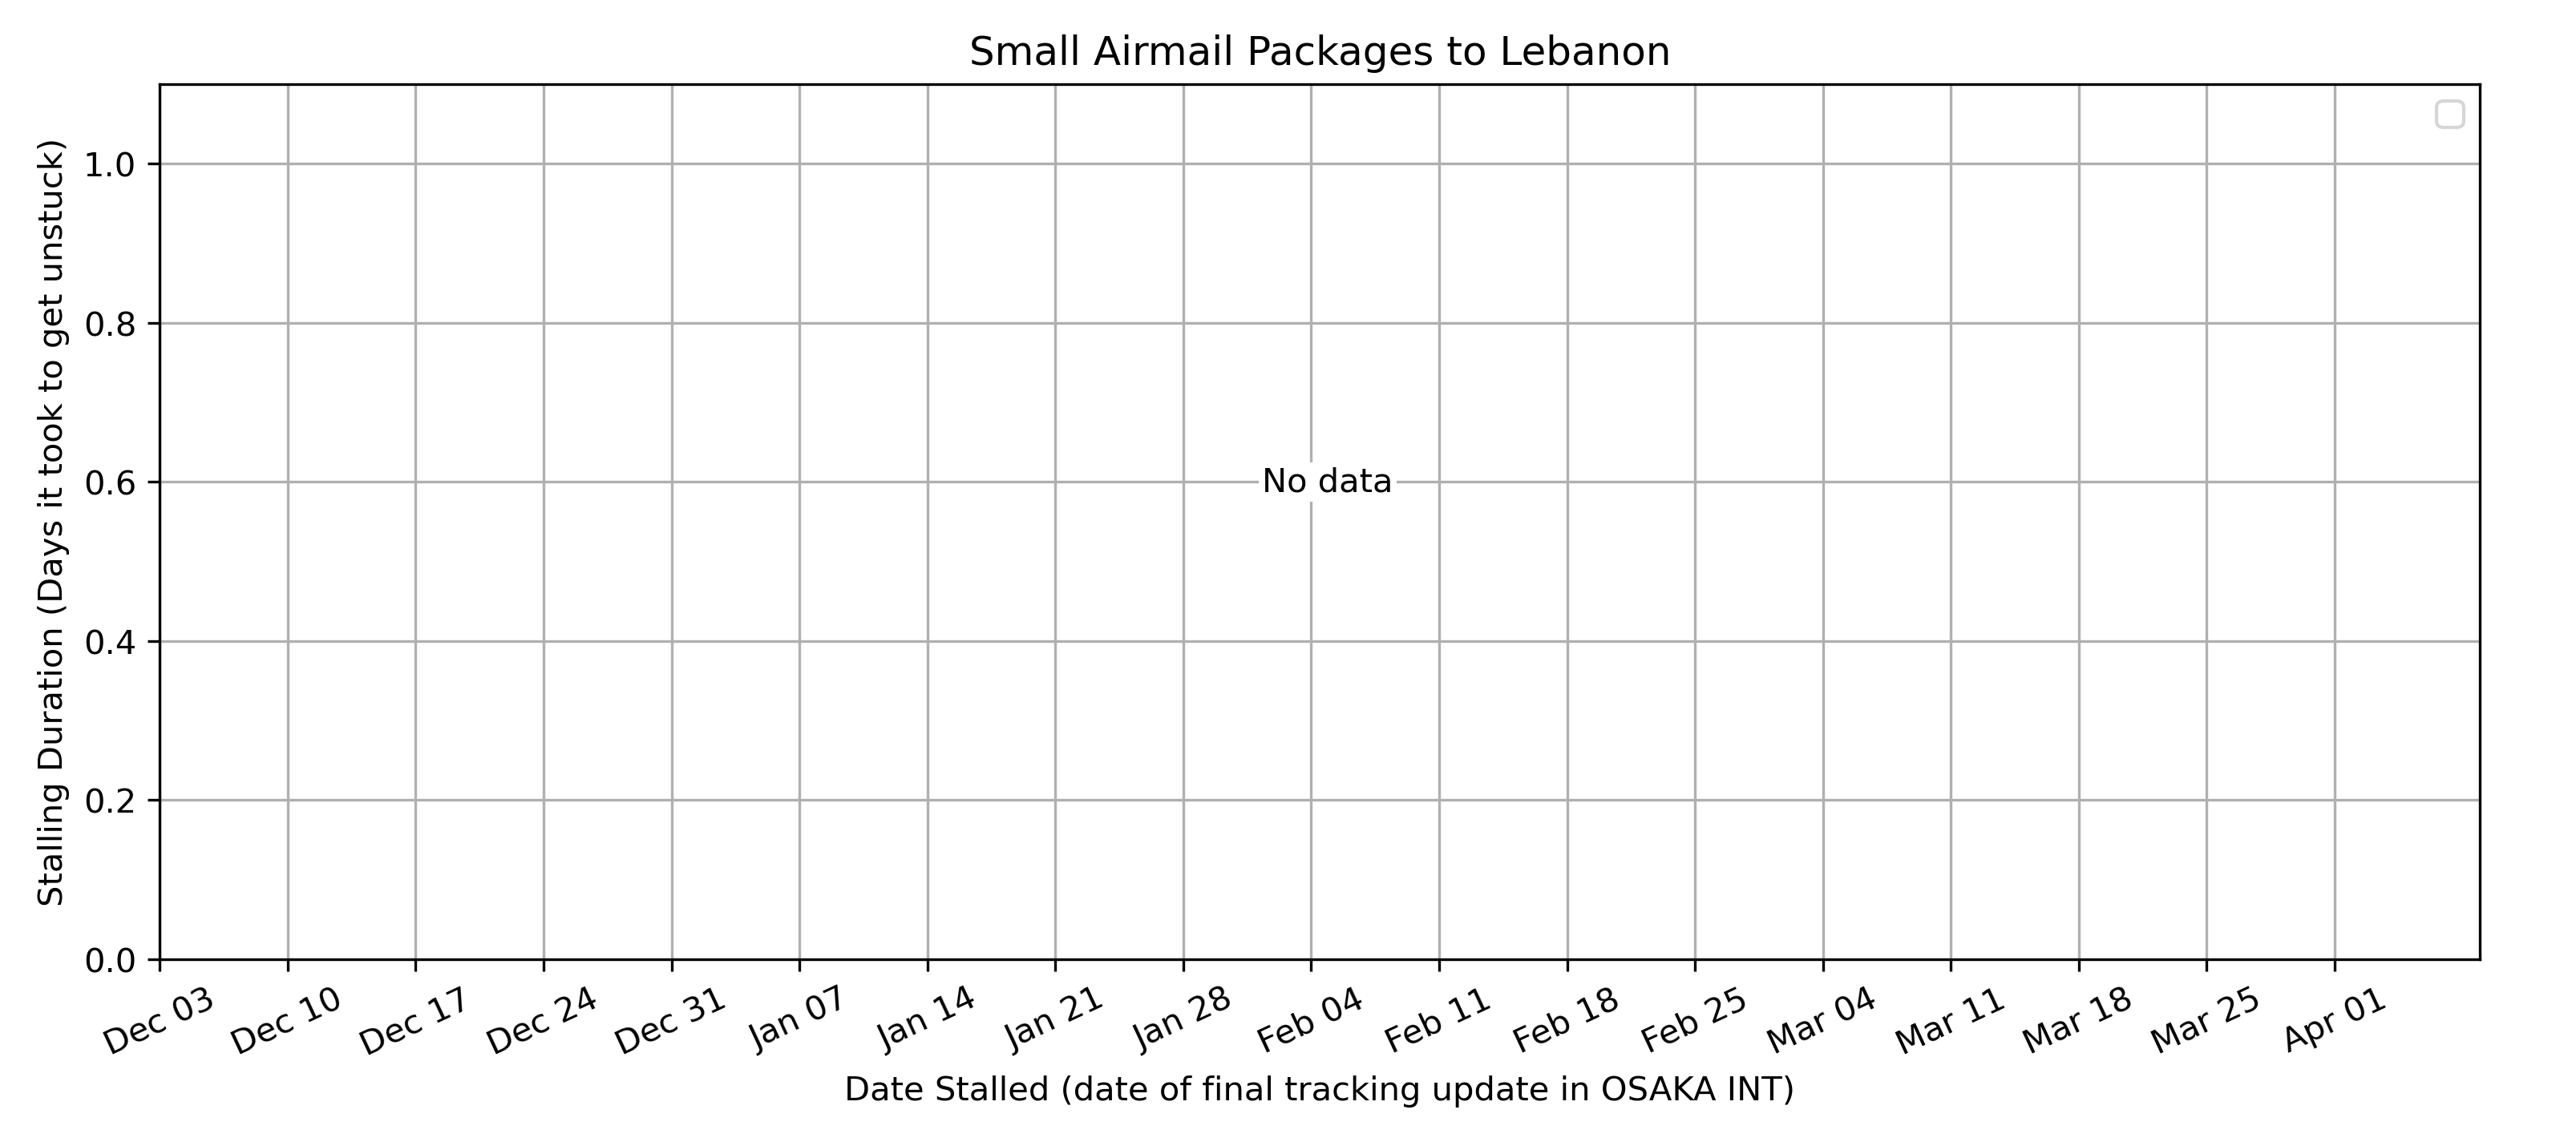 Small Airmail Packages to Lebanon
Stalling Duration (Days it took to get unstuck)
1.0
0.8
0.6
0.4
0.2
0.0
No data
Dec 03
Dec 10
Dec 17
Dec 24
Dec 31
Jan 07
Jan 14
Jan 21
Jan 28
Feb 04
Feb 11
Feb 18
Feb 25
Mar 04
Mar 11
Mar 18
Mar 25
Apr 01
Date Stalled (date of final tracking update in OSAKA INT)